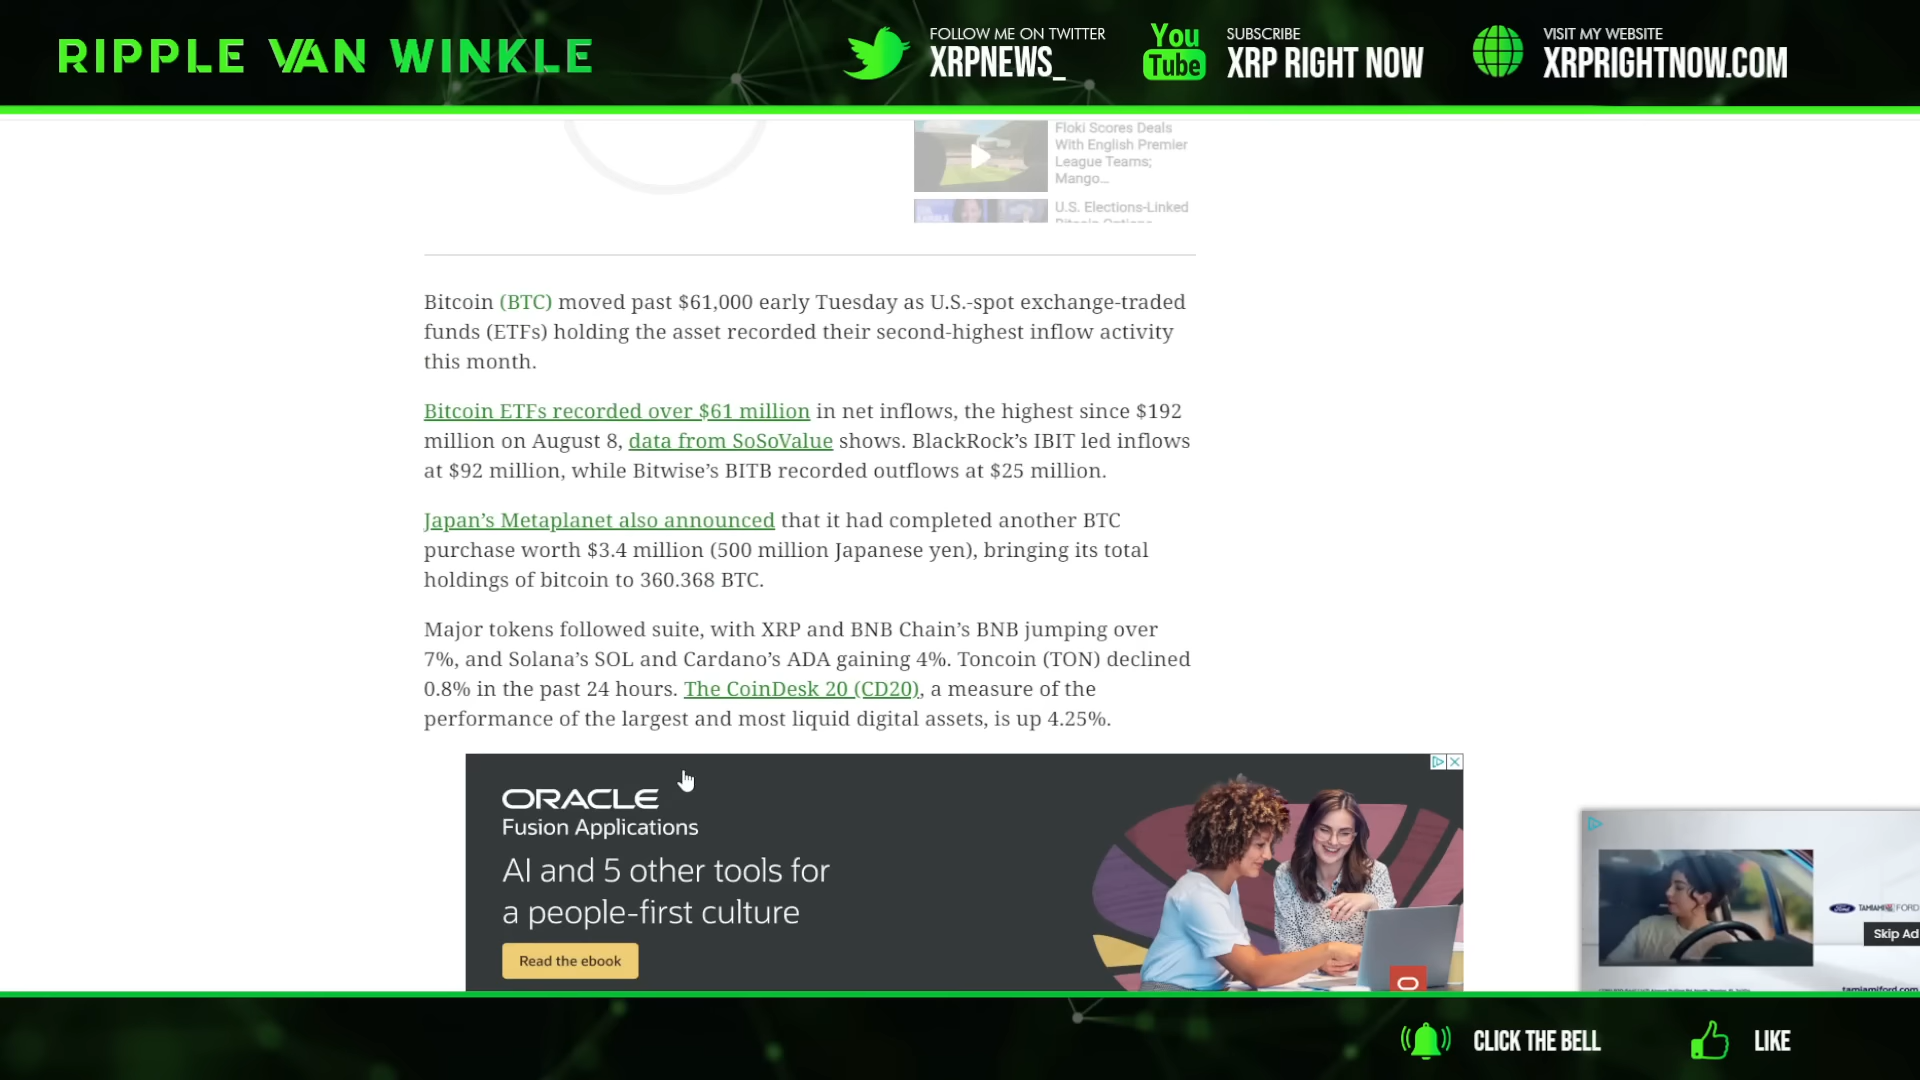 RIPPLE VAN WINKLE
FOLLOW ME ON TWITTER
XRPNEWS_
You
Tube
SUBSCRIBE
XRP RIGHT NOW
VISIT MY WEBSITE
XRPRIGHTNOW.COM
Floki Scores Deals
With English Premier
League Teams;
Mango...
U.S. Elections-Linked
Bitcoin Options
Bitcoin (BTC) moved past $61,000 early Tuesday as U.S.-spot exchange-traded
funds (ETFs) holding the asset recorded their second-highest inflow activity
this month.
Bitcoin ETFs recorded over $61 million in net inflows, the highest since $192
million on August 8, data from SoSoValue shows. BlackRock’s IBIT led inflows
at $92 million, while Bitwise’s BITB recorded outflows at $25 million.
Japan’s Metaplanet also announced that it had completed another BTC
purchase worth $3.4 million (500 million Japanese yen), bringing its total
holdings of bitcoin to 360.368 BTC.
Major tokens followed suite, with XRP and BNB Chain’s BNB jumping over
7%, and Solana’s SOL and Cardano’s ADA gaining 4%. Toncoin (TON) declined
0.8% in the past 24 hours. The CoinDesk 20 (CD20), a measure of the
performance of the largest and most liquid digital assets, is up 4.25%.
ORACLE
Fusion Applications
AI and 5 other tools for
a people-first culture
Read the ebook
Ford
TAMIAMI FORD
Skip Ad
tamiamiford.com
CLICK THE BELL
LIKE